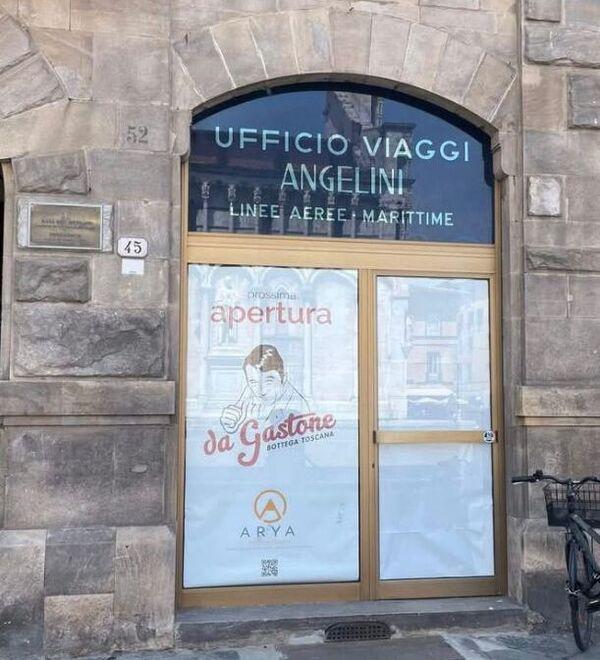 UFFICIO VIAGGI
ANGELINI
LINEE AEREE · MARITTIME
52
45
prossima
apertura
da Gastone
BOTTEGA TOSCANA
ARYA